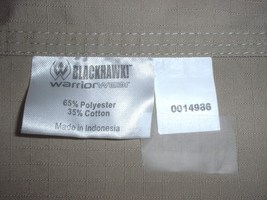 BLACKHAWK!
warriorwear
65% Polyester
35% Cotton
Made in Indonesia
0014986